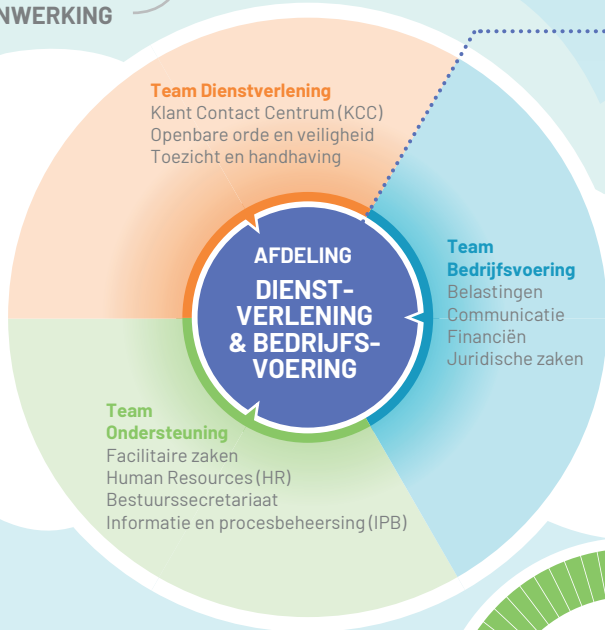 NWERKING
Team Dienstverlening
Klant Contact Centrum (KCC)
Openbare orde en veiligheid
Toezicht en handhaving
AFDELING
DIENST-
VERLENING
& BEDRIJFS-
VOERING
Team
Bedrijfsvoering
Belastingen
Communicatie
Financiën
Juridische zaken
Team
Ondersteuning
Facilitaire zaken
Human Resources (HR)
Bestuurssecretariaat
Informatie en procesbeheersing (IPB)